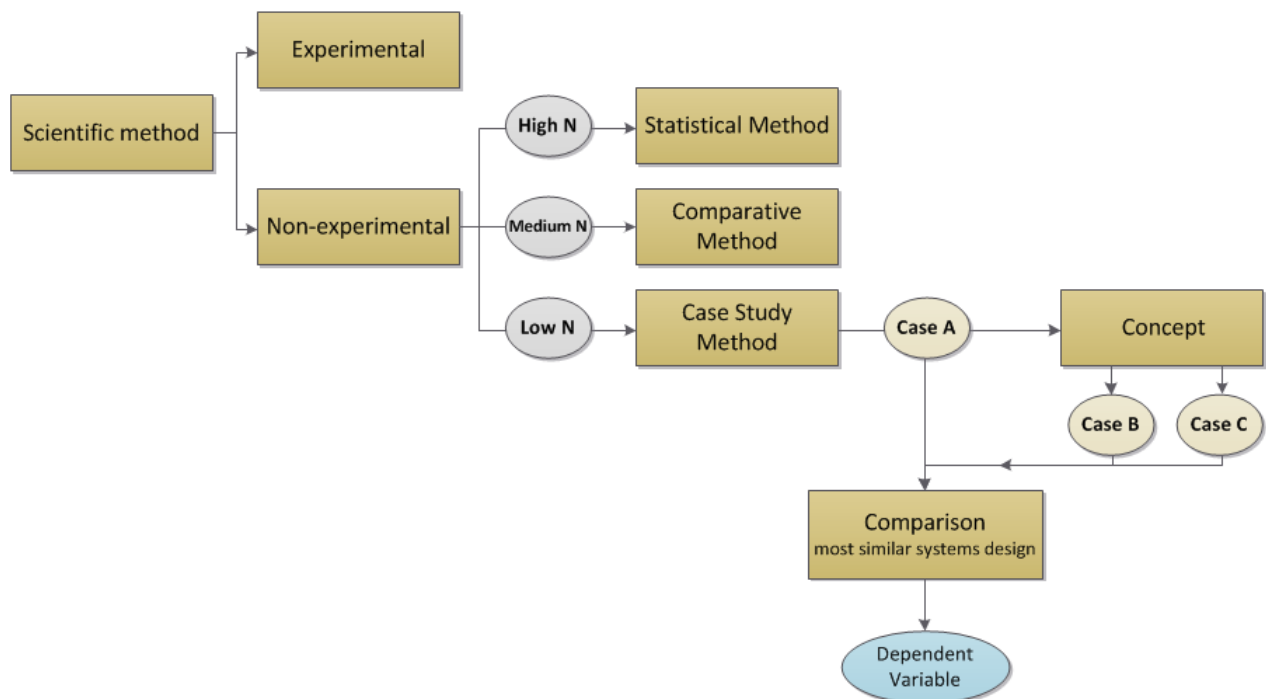 Experimental
Scientific method
Non-experimental
High N
Statistical Method
Medium N
Comparative
Method
Low N
Case Study
Method
Case A
Concept
Case B
Case C
Comparison
most similar systems design
Dependent
Variable